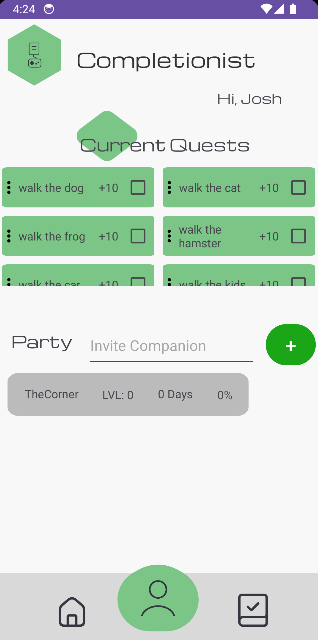 4:24
Completionist
Hi, Josh
Current Quests
walk the dog +10 walk the cat +10
walk the frog +10 walk the
hamster +10
walk the car +10 walk the kids +10
Party Invite Companion +
TheCorner LVL: 0 0 Days 0%